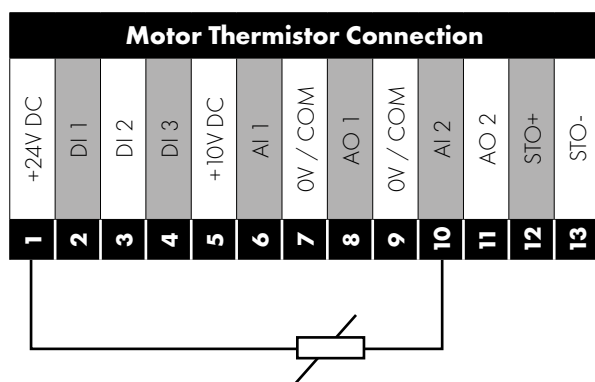 Motor Thermistor Connection
+24V DC
DI 1
DI 2
DI 3
+10V DC
AI 1
0V / COM
AO 1
0V / COM
AI 2
AO 2
STO+
STO-
1 2 3 4 5 6 7 8 9 10 11 12 13